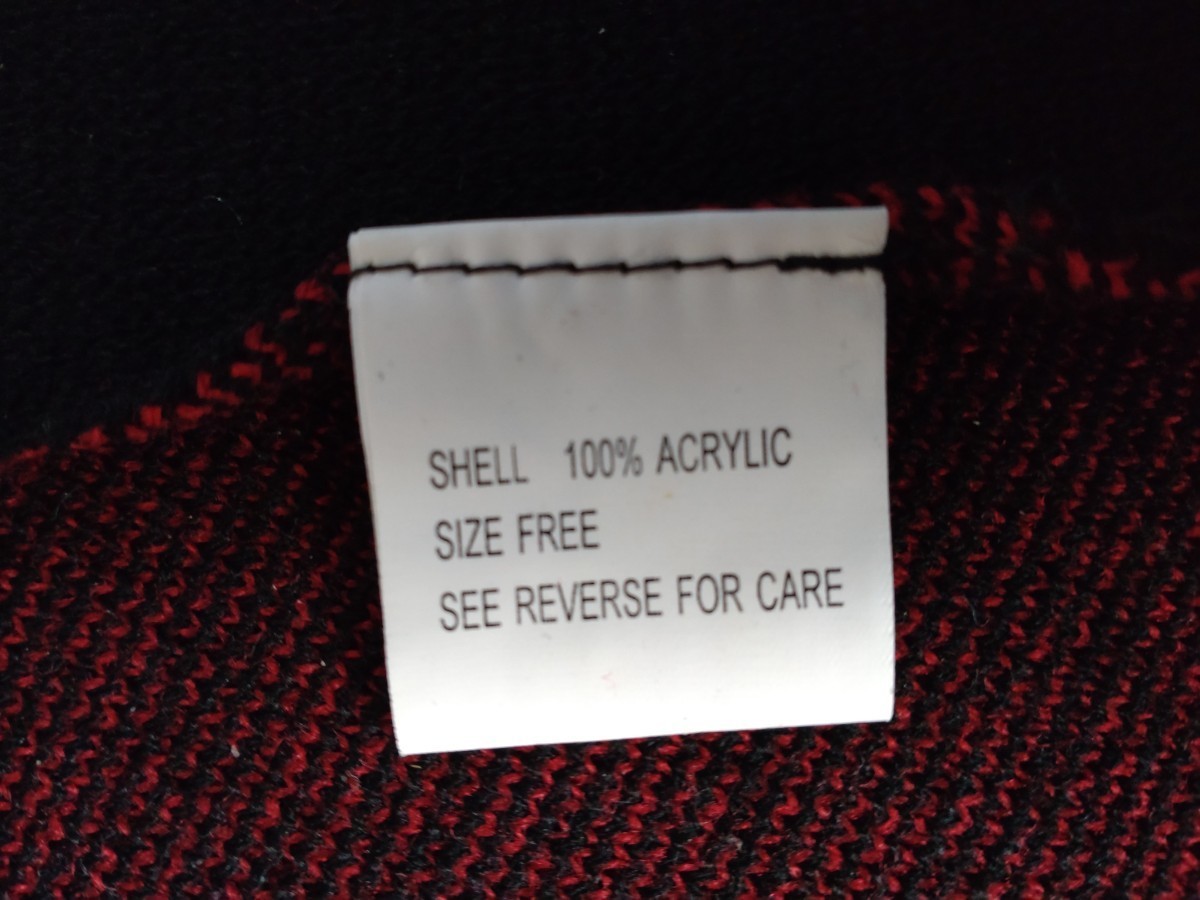 SHELL 100% ACRYLIC
SIZE FREE
SEE REVERSE FOR CARE